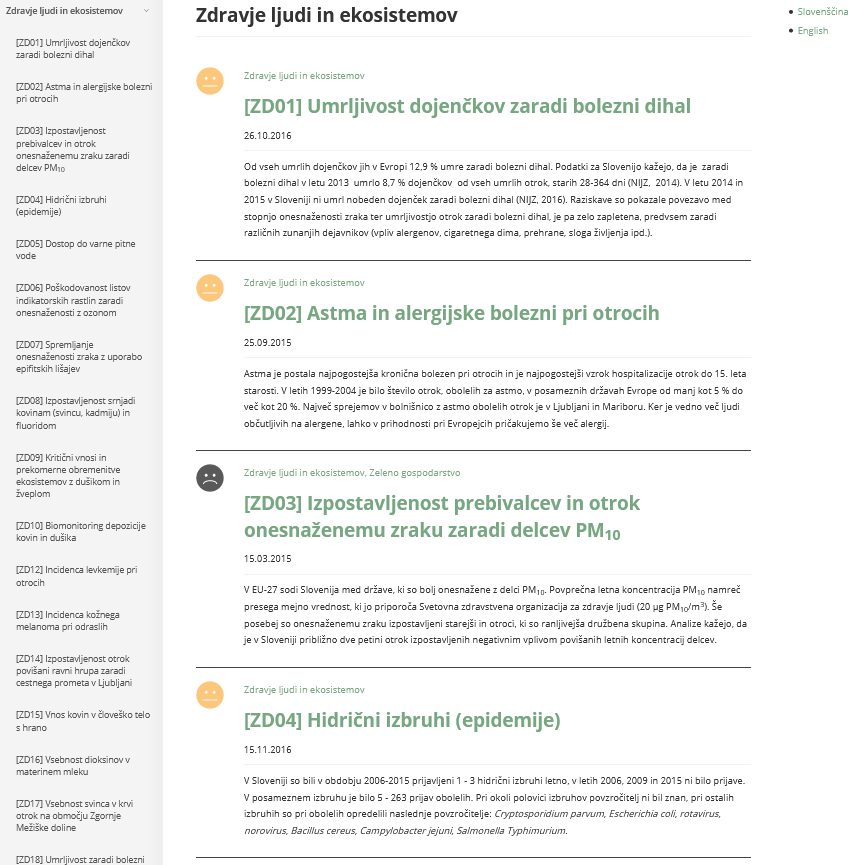 Zdravje ljudi in ekosistemov
[ZD01] Umrljivost dojenčkov
zaradi bolezni dihal
[ZD02] Astma in alergijske bolezni
pri otrocih
[ZD03] Izpostavljenost
prebivalcev in otrok
onesnaženemu zraku zaradi
delcev PM10
[ZD04] Hidrični izbruhi
(epidemije)
[ZD05] Dostop do varne pitne
vode
[ZD06] Poškodovanost listov
indikatorskih rastlin zaradi
onesnaženosti z ozonom
[ZD07] Spremljanje
onesnaženosti zraka z uporabo
epifitskih lišajev
[ZD08] Izpostavljenost srnjadi
kovinam (svincu, kadmiju) in
fluoridom
[ZD09] Kritični vnosi in
prekomerne obremenitve
ekosistemov z dušikom in
žveplom
[ZD10] Biomonitoring depozicije
kovin in dušika
[ZD12] Incidenca levkemije pri
otrocih
[ZD13] Incidenca kožnega
melanoma pri odraslih
[ZD14] Izpostavljenost otrok
povišani ravni hrupa zaradi
cestnega prometa v Ljubljani
[ZD15] Vnos kovin v človeško telo
s hrano
[ZD16] Vsebnost dioksinov v
materinem mleku
[ZD17] Vsebnost svinca v krvi
otrok na območju Zgornje
Mežiške doline
[ZD18] Umrljivost zaradi bolezni
Zdravje ljudi in ekosistemov
Zdravje ljudi in ekosistemov
[ZD01] Umrljivost dojenčkov zaradi bolezni dihal
26.10.2016
Od vseh umrlih dojenčkov jih v Evropi 12,9 % umre zaradi bolezni dihal. Podatki za Slovenijo kažejo, da je  zaradi
bolezni dihal v letu 2013  umrlo 8,7 % dojenčkov  od vseh umrlih otrok, starih 28-364 dni (NIJZ,  2014). V letu 2014 in
2015 v Sloveniji ni umrl nobeden dojenček zaradi bolezni dihal (NIJZ, 2016). Raziskave so pokazale povezavo med
stopnjo onesnaženosti zraka ter umrljivostjo otrok zaradi bolezni dihal, je pa zelo zapletena, predvsem zaradi
različnih zunanjih dejavnikov (vpliv alergenov, cigaretnega dima, prehrane, sloga življenja ipd.).
Zdravje ljudi in ekosistemov
[ZD02] Astma in alergijske bolezni pri otrocih
25.09.2015
Astma je postala najpogostejša kronična bolezen pri otrocih in je najpogostejši vzrok hospitalizacije otrok do 15. leta
starosti. V letih 1999-2004 je bilo število otrok, obolelih za astmo, v posameznih državah Evrope od manj kot 5 % do
več kot 20 %. Največ sprejemov v bolnišnico z astmo obolelih otrok je v Ljubljani in Mariboru. Ker je vedno več ljudi
občutljivih na alergene, lahko v prihodnosti pri Evropejcih pričakujemo še več alergij.
Zdravje ljudi in ekosistemov, Zeleno gospodarstvo
[ZD03] Izpostavljenost prebivalcev in otrok
onesnaženemu zraku zaradi delcev PM10
15.03.2015
V EU-27 sodi Slovenija med države, ki so bolj onesnažene z delci PM10. Povprečna letna koncentracija PM10 namreč
presega mejno vrednost, ki jo priporoča Svetovna zdravstvena organizacija za zdravje ljudi (20 µg PM10/m³). Še
posebej so onesnaženemu zraku izpostavljeni starejši in otroci, ki so ranljivejša družbena skupina. Analize kažejo, da
je v Sloveniji približno dve petini otrok izpostavljenih negativnim vplivom povišanih letnih koncentracij delcev.
Zdravje ljudi in ekosistemov
[ZD04] Hidrični izbruhi (epidemije)
15.11.2016
V Sloveniji so bili v obdobju 2006-2015 prijavljeni 1 - 3 hidrični izbruhi letno, v letih 2006, 2009 in 2015 ni bilo prijave.
V posameznem izbruhu je bilo 5 - 263 prijav obolelih. Pri okoli polovici izbruhov povzročitelj ni bil znan, pri ostalih
izbruhih so pri obolelih opredelili naslednje povzročitelje: Cryptosporidium parvum, Escherichia coli, rotavirus,
norovirus, Bacillus cereus, Campylobacter jejuni, Salmonella Typhimurium.
Slovenščina
English